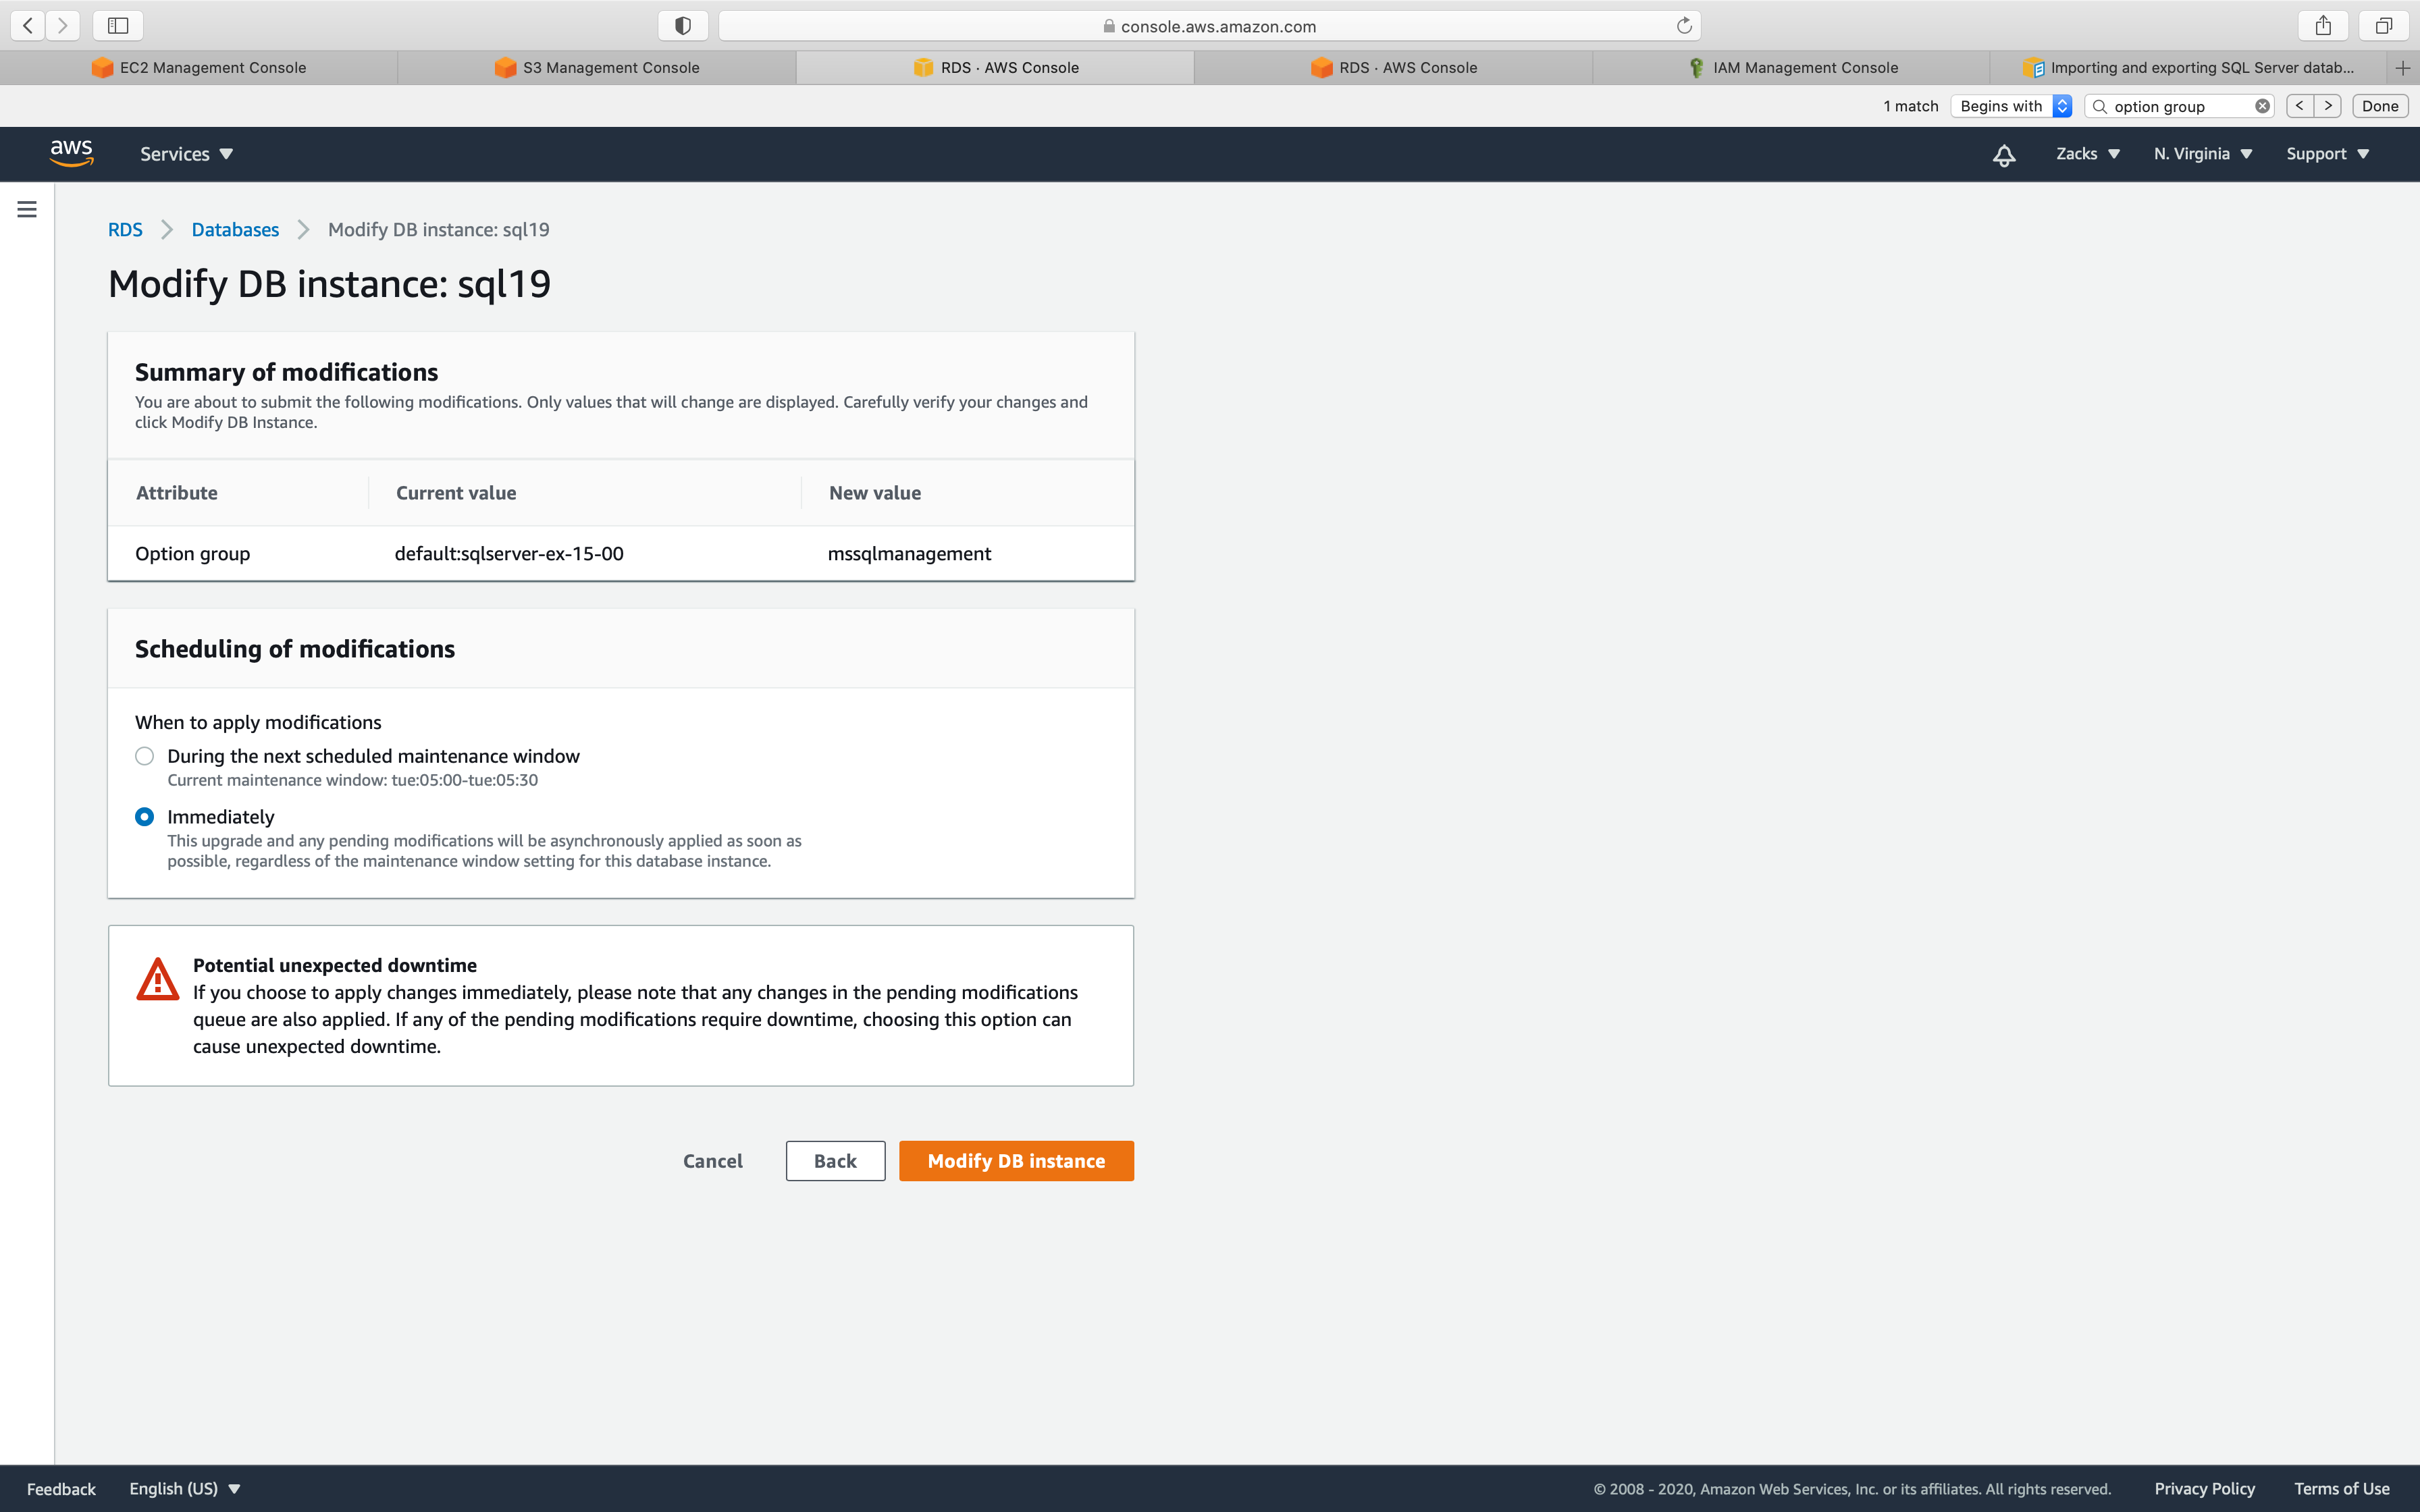 console.aws.amazon.com
EC2 Management Console
S3 Management Console
RDS · AWS Console
RDS · AWS Console
IAM Management Console
Importing and exporting SQL Server datab...
1 match
Begins with
option group
Done
aws
Services
Zacks
N. Virginia
Support
RDS
Databases
Modify DB instance: sql19
Modify DB instance: sql19
Summary of modifications
You are about to submit the following modifications. Only values that will change are displayed. Carefully verify your changes and
click Modify DB Instance.
Attribute
Current value
New value
Option group
default:sqlserver-ex-15-00
mssqlmanagement
Scheduling of modifications
When to apply modifications
During the next scheduled maintenance window
Current maintenance window: tue:05:00-tue:05:30
Immediately
This upgrade and any pending modifications will be asynchronously applied as soon as
possible, regardless of the maintenance window setting for this database instance.
Potential unexpected downtime
If you choose to apply changes immediately, please note that any changes in the pending modifications
queue are also applied. If any of the pending modifications require downtime, choosing this option can
cause unexpected downtime.
Cancel
Back
Modify DB instance
Feedback
English (US)
© 2008 - 2020, Amazon Web Services, Inc. or its affiliates. All rights reserved.
Privacy Policy
Terms of Use